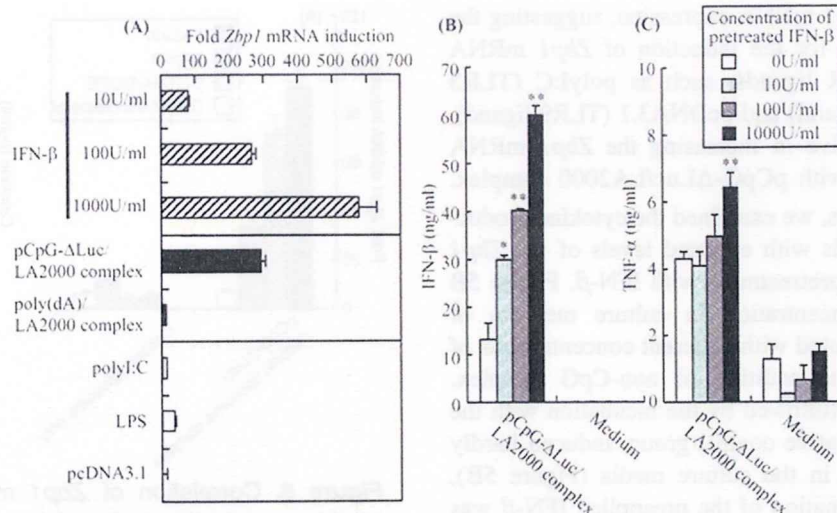 (A)
Fold Zbp1 mRNA induction
0 100 200 300 400 500 600 700
IFN-β
10U/ml
100U/ml
1000U/ml
pCpG-ΔLuc/
LA2000 complex
poly(dA)/
LA2000 complex
polyI:C
LPS
pcDNA3.1
(B)
IFN-β (ng/ml)
70
60
50
40
30
20
10
0
*
**
**
pCpG-ΔLuc/
LA2000 complex
Medium
(C)
TNF-α (ng/ml)
10
8
6
4
2
0
**
pCpG-ΔLuc/
LA2000 complex
Medium
Concentration of
pretreated IFN-β
0U/ml
10U/ml
100U/ml
1000U/ml